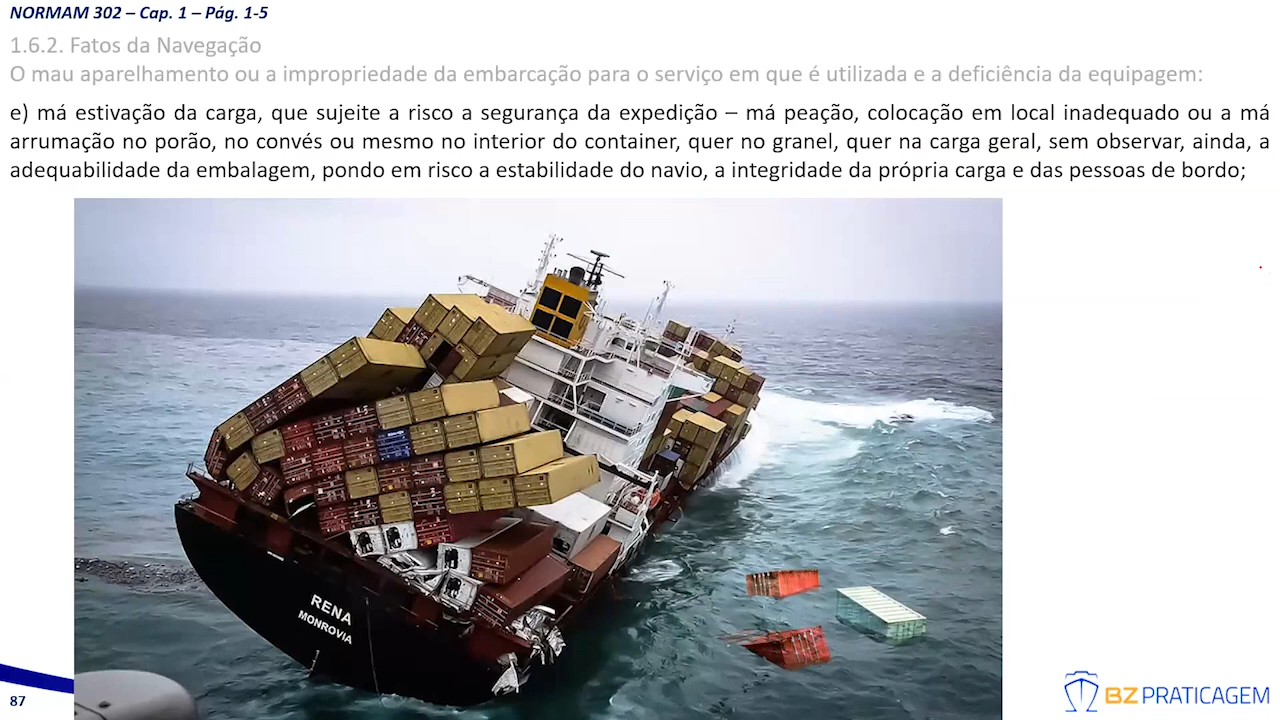 NORMAM 302 – Cap. 1 – Pág. 1-5
1.6.2. Fatos da Navegação
O mau aparelhamento ou a impropriedade da embarcação para o serviço em que é utilizada e a deficiência da equipagem:
e) má estivação da carga, que sujeite a risco a segurança da expedição – má peação, colocação em local inadequado ou a má
arrumação no porão, no convés ou mesmo no interior do container, quer no granel, quer na carga geral, sem observar, ainda, a
adequabilidade da embalagem, pondo em risco a estabilidade do navio, a integridade da própria carga e das pessoas de bordo;
RENA
MONROVIA
87
BZPRATICAGEM